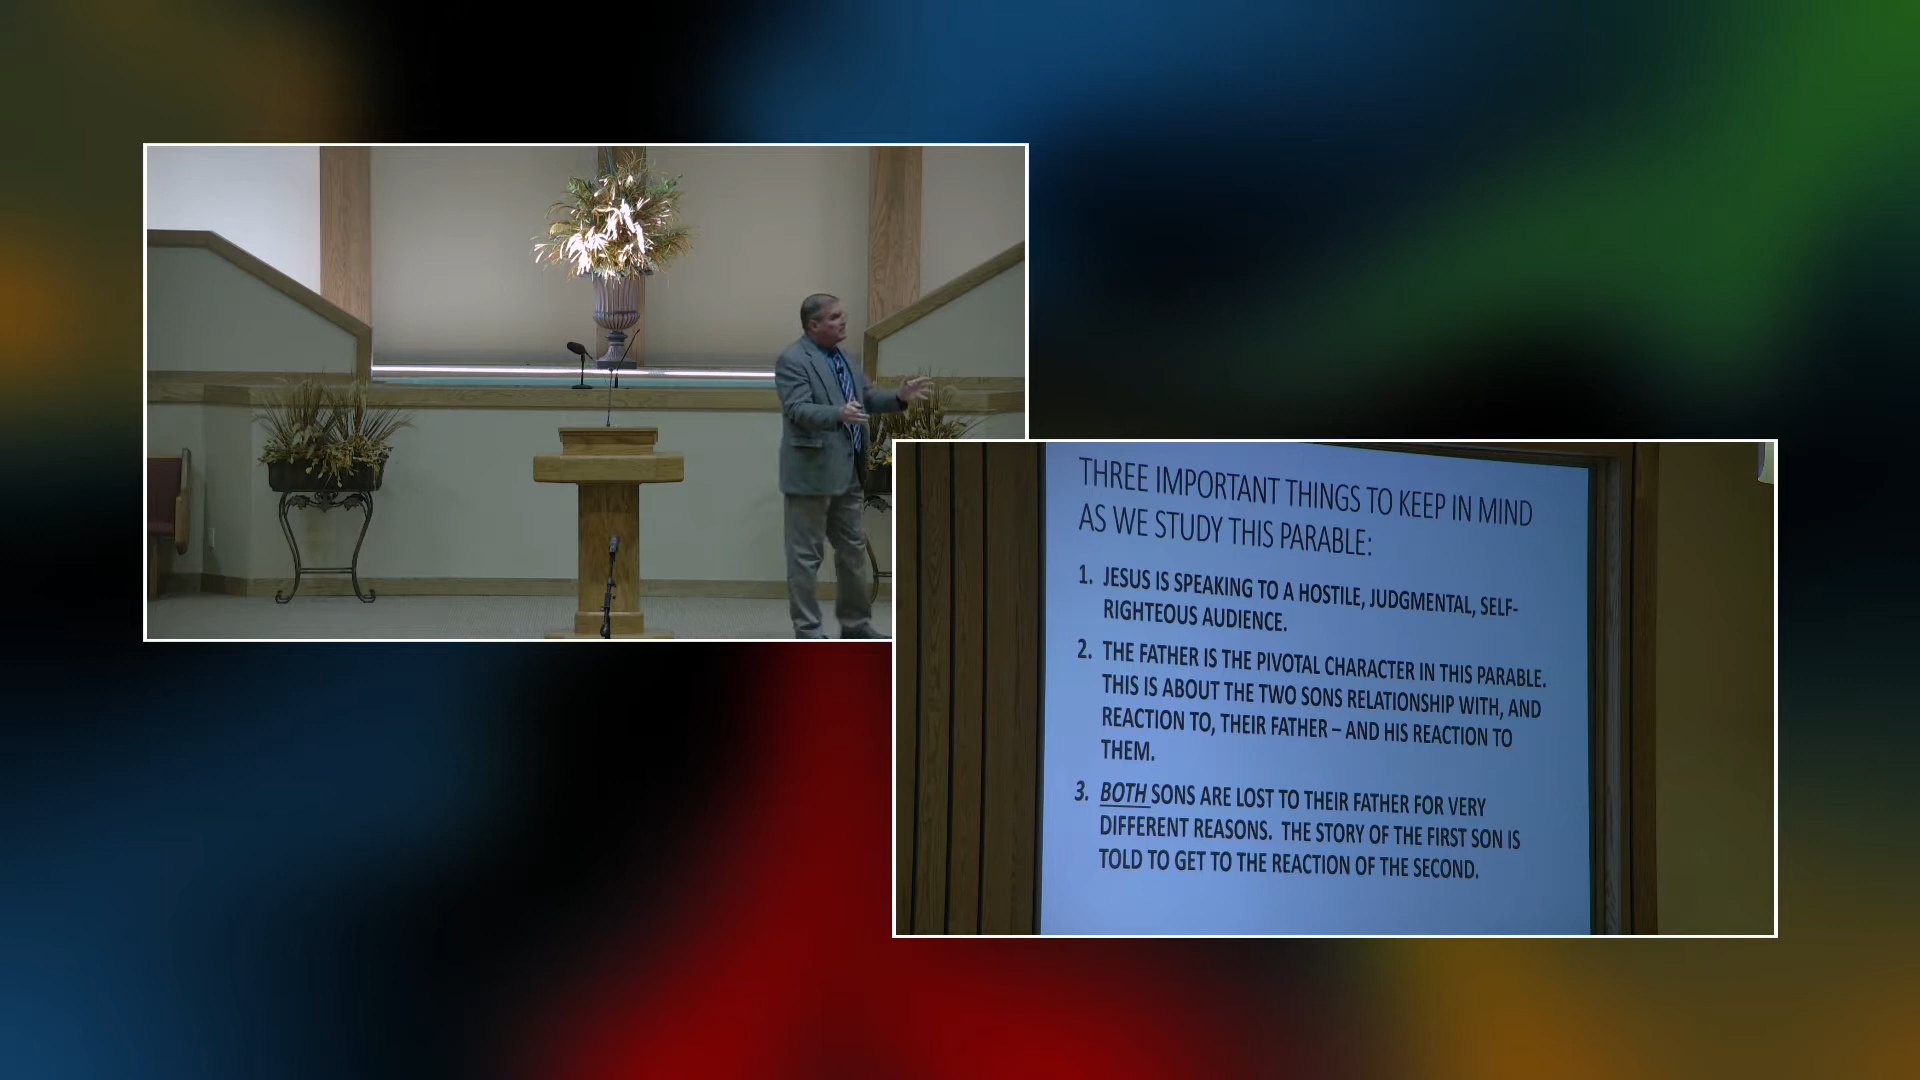 THREE IMPORTANT THINGS TO KEEP IN MIND
AS WE STUDY THIS PARABLE:
1. JESUS IS SPEAKING TO A HOSTILE, JUDGMENTAL, SELF-
RIGHTEOUS AUDIENCE.
2. THE FATHER IS THE PIVOTAL CHARACTER IN THIS PARABLE.
THIS IS ABOUT THE TWO SONS RELATIONSHIP WITH, AND
REACTION TO, THEIR FATHER – AND HIS REACTION TO
THEM.
3. BOTH SONS ARE LOST TO THEIR FATHER FOR VERY
DIFFERENT REASONS. THE STORY OF THE FIRST SON IS
TOLD TO GET TO THE REACTION OF THE SECOND.